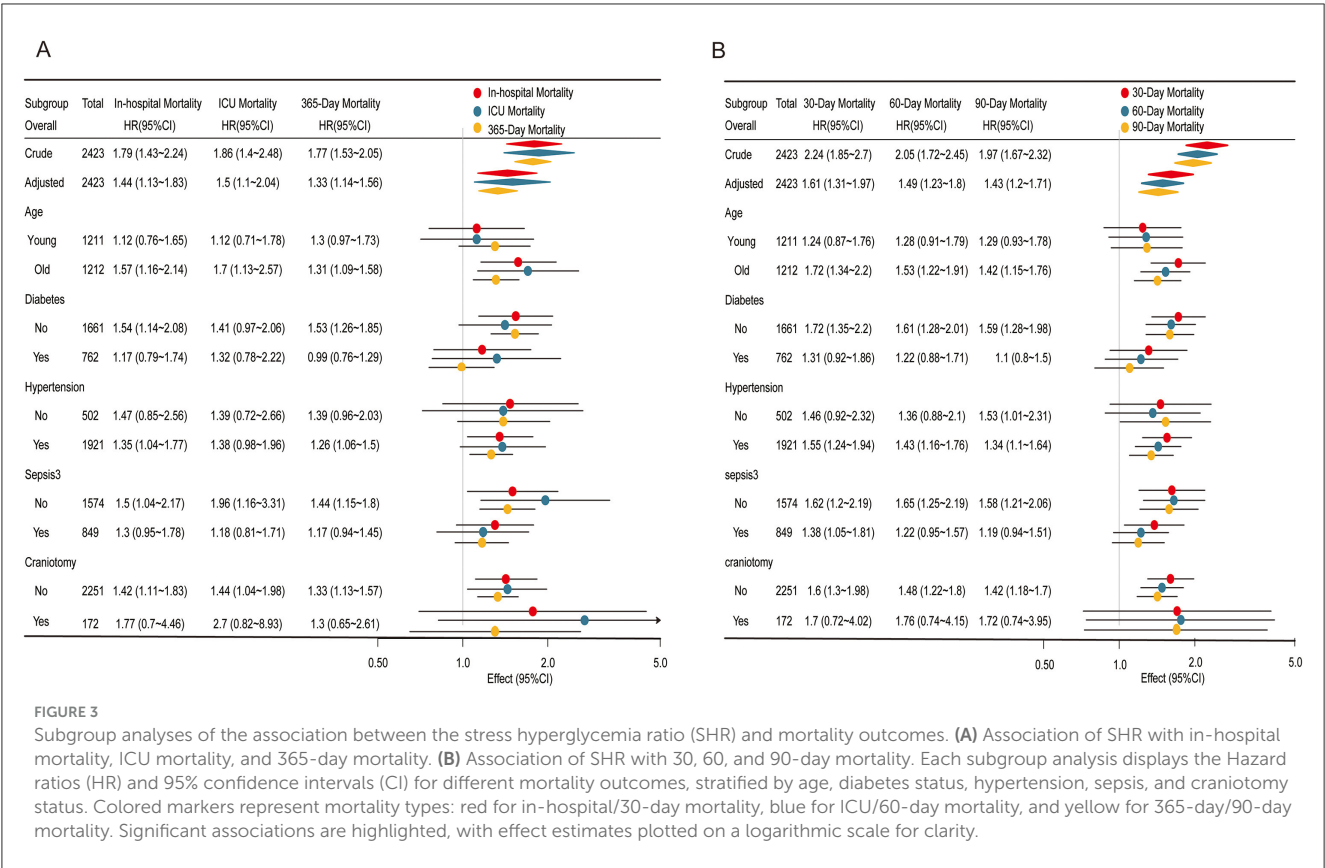 A
Subgroup Total In-hospital Mortality ICU Mortality 365-Day Mortality
Overall HR(95%CI) HR(95%CI) HR(95%CI)
In-hospital Mortality
ICU Mortality
365-Day Mortality
Crude 2423 1.79 (1.43~2.24) 1.86 (1.4~2.48) 1.77 (1.53~2.05)
Adjusted 2423 1.44 (1.13~1.83) 1.5 (1.1~2.04) 1.33 (1.14~1.56)
Age
Young 1211 1.12 (0.76~1.65) 1.12 (0.71~1.78) 1.3 (0.97~1.73)
Old 1212 1.57 (1.16~2.14) 1.7 (1.13~2.57) 1.31 (1.09~1.58)
Diabetes
No 1661 1.54 (1.14~2.08) 1.41 (0.97~2.06) 1.53 (1.26~1.85)
Yes 762 1.17 (0.79~1.74) 1.32 (0.78~2.22) 0.99 (0.76~1.29)
Hypertension
No 502 1.47 (0.85~2.56) 1.39 (0.72~2.66) 1.39 (0.96~2.03)
Yes 1921 1.35 (1.04~1.77) 1.38 (0.98~1.96) 1.26 (1.06~1.5)
Sepsis3
No 1574 1.5 (1.04~2.17) 1.96 (1.16~3.31) 1.44 (1.15~1.8)
Yes 849 1.3 (0.95~1.78) 1.18 (0.81~1.71) 1.17 (0.94~1.45)
Craniotomy
No 2251 1.42 (1.11~1.83) 1.44 (1.04~1.98) 1.33 (1.13~1.57)
Yes 172 1.77 (0.7~4.46) 2.7 (0.82~8.93) 1.3 (0.65~2.61)
0.50 1.0 2.0 5.0
Effect (95%CI)
B
Subgroup Total 30-Day Mortality 60-Day Mortality 90-Day Mortality
Overall HR(95%CI) HR(95%CI) HR(95%CI)
30-Day Mortality
60-Day Mortality
90-Day Mortality
Crude 2423 2.24 (1.85~2.7) 2.05 (1.72~2.45) 1.97 (1.67~2.32)
Adjusted 2423 1.61 (1.31~1.97) 1.49 (1.23~1.8) 1.43 (1.2~1.71)
Age
Young 1211 1.24 (0.87~1.76) 1.28 (0.91~1.79) 1.29 (0.93~1.78)
Old 1212 1.72 (1.34~2.2) 1.53 (1.22~1.91) 1.42 (1.15~1.76)
Diabetes
No 1661 1.72 (1.35~2.2) 1.61 (1.28~2.01) 1.59 (1.28~1.98)
Yes 762 1.31 (0.92~1.86) 1.22 (0.88~1.71) 1.1 (0.8~1.5)
Hypertension
No 502 1.46 (0.92~2.32) 1.36 (0.88~2.1) 1.53 (1.01~2.31)
Yes 1921 1.55 (1.24~1.94) 1.43 (1.16~1.76) 1.34 (1.1~1.64)
sepsis3
No 1574 1.62 (1.2~2.19) 1.65 (1.25~2.19) 1.58 (1.21~2.06)
Yes 849 1.38 (1.05~1.81) 1.22 (0.95~1.57) 1.19 (0.94~1.51)
craniotomy
No 2251 1.6 (1.3~1.98) 1.48 (1.22~1.8) 1.42 (1.18~1.7)
Yes 172 1.7 (0.72~4.02) 1.76 (0.74~4.15) 1.72 (0.74~3.95)
0.50 1.0 2.0 5.0
Effect (95%CI)
FIGURE 3
Subgroup analyses of the association between the stress hyperglycemia ratio (SHR) and mortality outcomes. (A) Association of SHR with in-hospital
mortality, ICU mortality, and 365-day mortality. (B) Association of SHR with 30, 60, and 90-day mortality. Each subgroup analysis displays the Hazard
ratios (HR) and 95% confidence intervals (CI) for different mortality outcomes, stratified by age, diabetes status, hypertension, sepsis, and craniotomy
status. Colored markers represent mortality types: red for in-hospital/30-day mortality, blue for ICU/60-day mortality, and yellow for 365-day/90-day
mortality. Significant associations are highlighted, with effect estimates plotted on a logarithmic scale for clarity.